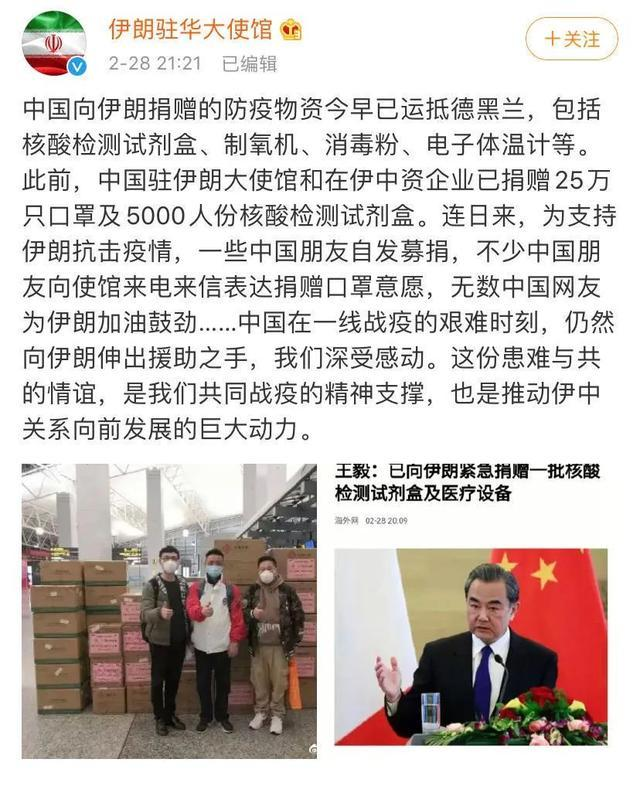 伊朗驻华大使馆
+关注
2-28 21:21 已编辑
中国向伊朗捐赠的防疫物资今早已运抵德黑兰，包括
核酸检测试剂盒、制氧机、消毒粉、电子体温计等。
此前，中国驻伊朗大使馆和在伊中资企业已捐赠25万
只口罩及5000人份核酸检测试剂盒。连日来，为支持
伊朗抗击疫情，一些中国朋友自发募捐，不少中国朋
友向使馆来电来信表达捐赠口罩意愿，无数中国网友
为伊朗加油鼓劲......中国在一线战疫的艰难时刻，仍然
向伊朗伸出援助之手，我们深受感动。这份患难与共
的情谊，是我们共同战疫的精神支撑，也是推动伊中
关系向前发展的巨大动力。
王毅：已向伊朗紧急捐赠一批核酸
检测试剂盒及医疗设备
海外网 02-28 20:09